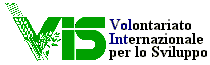 VIS
Volontariato
Internazionale
per lo Sviluppo